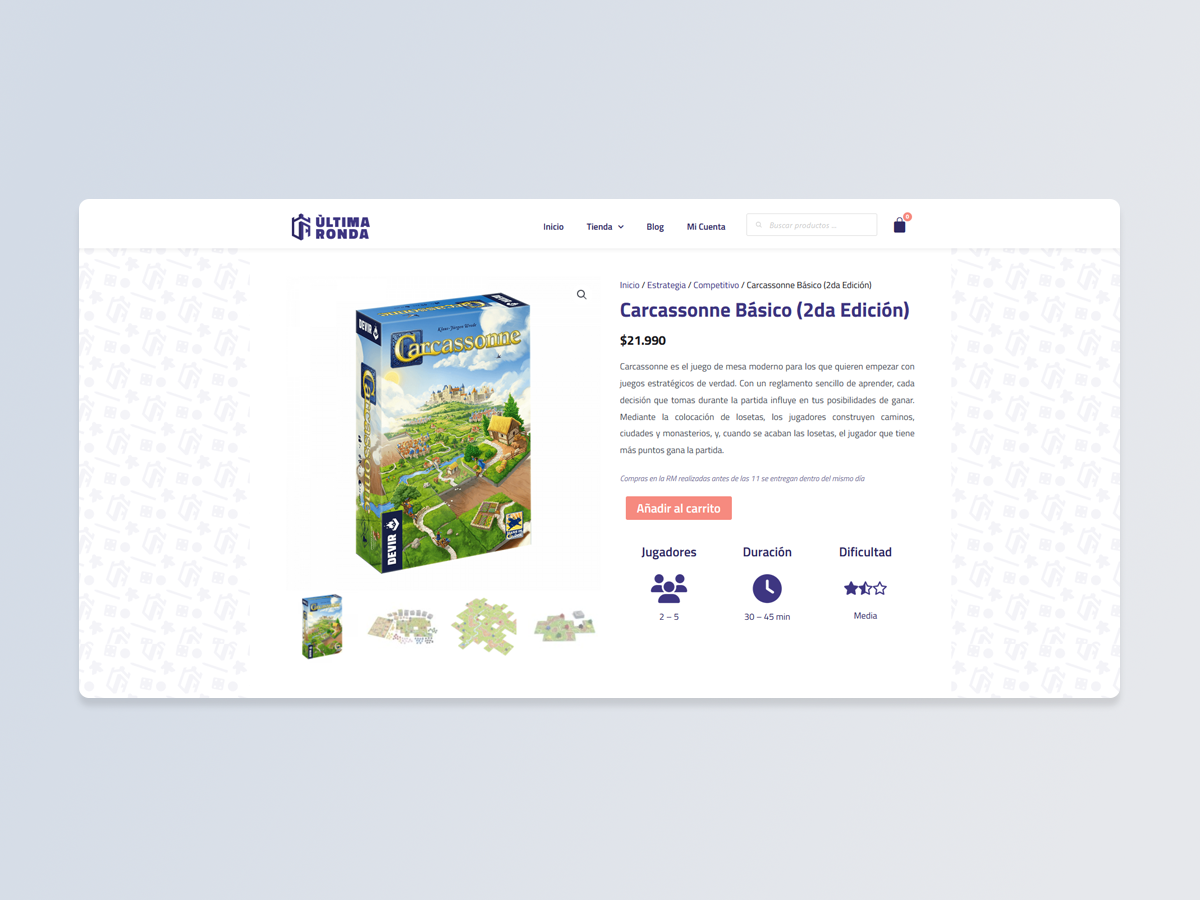 ÙLTIMA
RONDA
Inicio
Tienda
Blog
Mi Cuenta
Buscar productos ...
0
Inicio / Estrategia / Competitivo / Carcassonne Básico (2da Edición)
Carcassonne Básico (2da Edición)
$21.990
Carcassonne es el juego de mesa moderno para los que quieren empezar con
juegos estratégicos de verdad. Con un reglamento sencillo de aprender, cada
decisión que tomas durante la partida influye en tus posibilidades de ganar.
Mediante la colocación de losetas, los jugadores construyen caminos,
ciudades y monasterios, y, cuando se acaban las losetas, el jugador que tiene
más puntos gana la partida.
Compras en la RM realizadas antes de las 11 se entregan dentro del mismo día
Añadir al carrito
Jugadores
Duración
Dificultad
2 – 5
30 – 45 min
Media
Carcassonne
DEVIR
Klaus-Jürgen Wrede
Carcassonne
Carcassonne
DEVIR